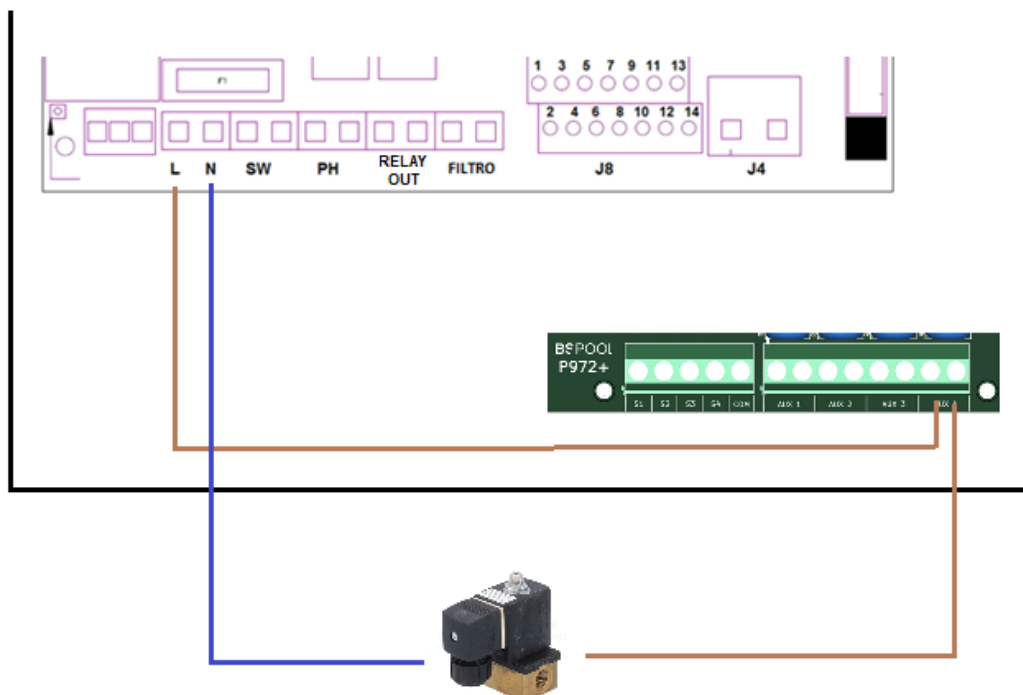 F1
1 3 5 7 9 11 13
2 4 6 8 10 12 14
L N SW PH RELAY OUT FILTRO J8 J4
BSPOOL
P972+
S1 S2 S3 S4 COM AUX 1 AUX 2 AUX 3 AUX